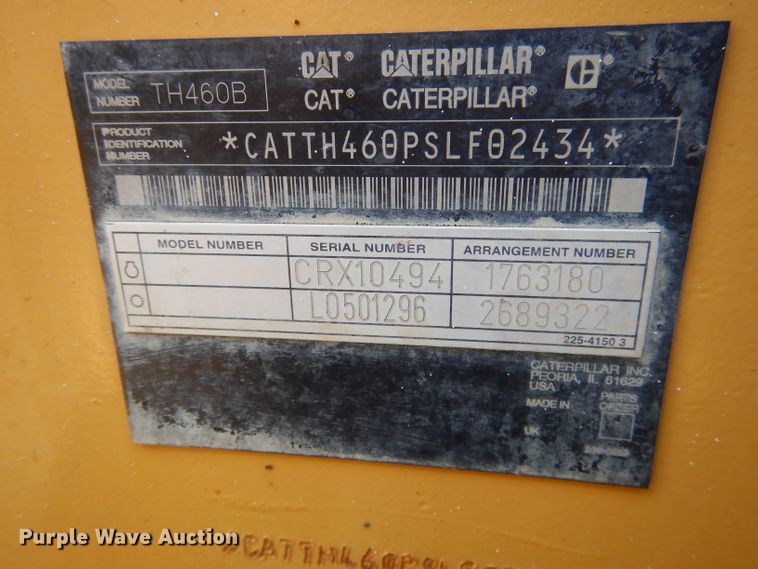 CAT® CATERPILLAR®
CAT® CATERPILLAR®
MODEL NUMBER TH460B
PRODUCT IDENTIFICATION NUMBER *CATTH460PSLF02434*
MODEL NUMBER SERIAL NUMBER ARRANGEMENT NUMBER
CRX10494 1763180
L0501296 2689322
225-4150 3
CATERPILLAR INC.
PEORIA, IL 61629
USA
MADE IN
UK
PARTS
ORDER
Purple Wave Auction